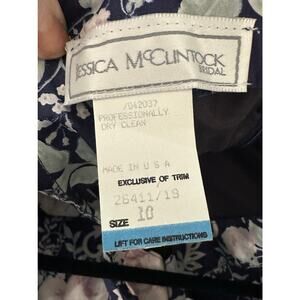 JESSICA McCLINTOCK
BRIDAL
/042037
PROFESSIONALLY
DRY CLEAN
MADE IN U S A
EXCLUSIVE OF TRIM
26411/19
SIZE 10
LIFT FOR CARE INSTRUCTIONS